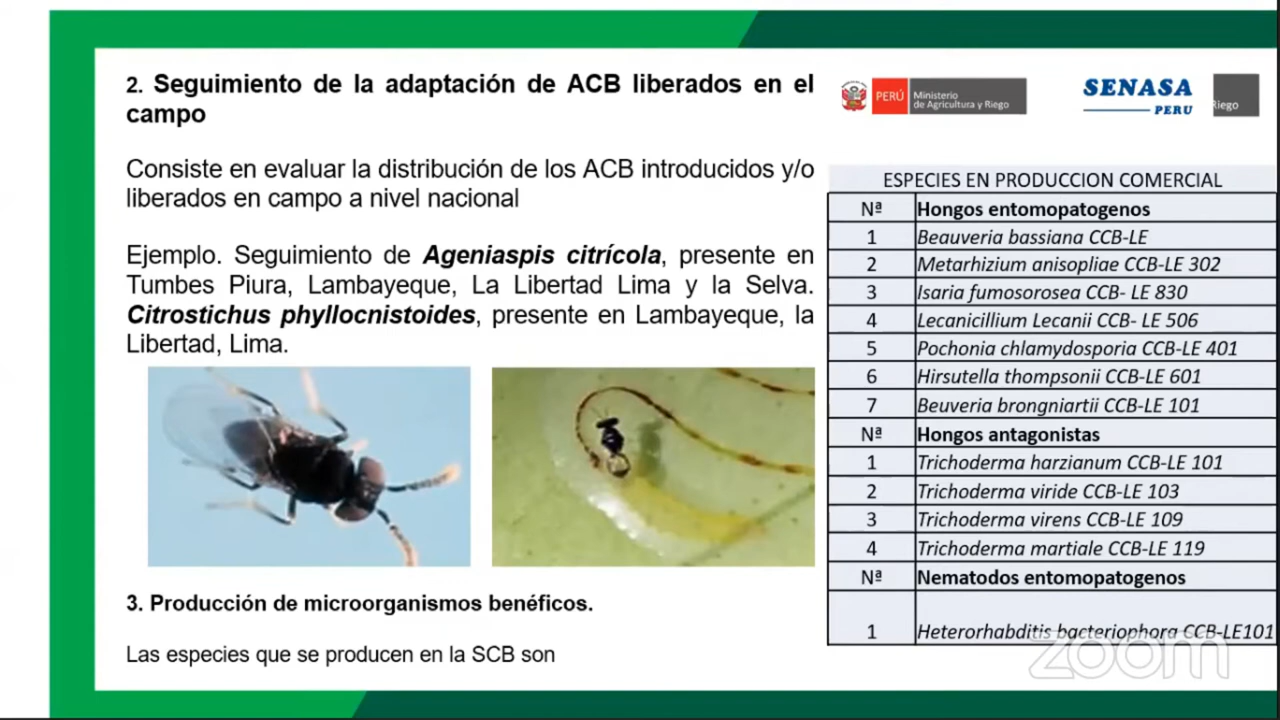 2. Seguimiento de la adaptación de ACB liberados en el
campo
Consiste en evaluar la distribución de los ACB introducidos y/o
liberados en campo a nivel nacional
Ejemplo. Seguimiento de Ageniaspis citrícola, presente en
Tumbes Piura, Lambayeque, La Libertad Lima y la Selva.
Citrostichus phyllocnistoides, presente en Lambayeque, la
Libertad, Lima.
3. Producción de microorganismos benéficos.
Las especies que se producen en la SCB son
PERÚ
Ministerio
de Agricultura y Riego
SENASA
PERU
Riego
ESPECIES EN PRODUCCION COMERCIAL
Nª Hongos entomopatogenos
1 Beauveria bassiana CCB-LE
2 Metarhizium anisopliae CCB-LE 302
3 Isaria fumosorosea CCB- LE 830
4 Lecanicillium Lecanii CCB- LE 506
5 Pochonia chlamydosporia CCB-LE 401
6 Hirsutella thompsonii CCB-LE 601
7 Beuveria brongniartii CCB-LE 101
Nª Hongos antagonistas
1 Trichoderma harzianum CCB-LE 101
2 Trichoderma viride CCB-LE 103
3 Trichoderma virens CCB-LE 109
4 Trichoderma martiale CCB-LE 119
Nª Nematodos entomopatogenos
1 Heterorhabditis bacteriophora CCB-LE101
zoom